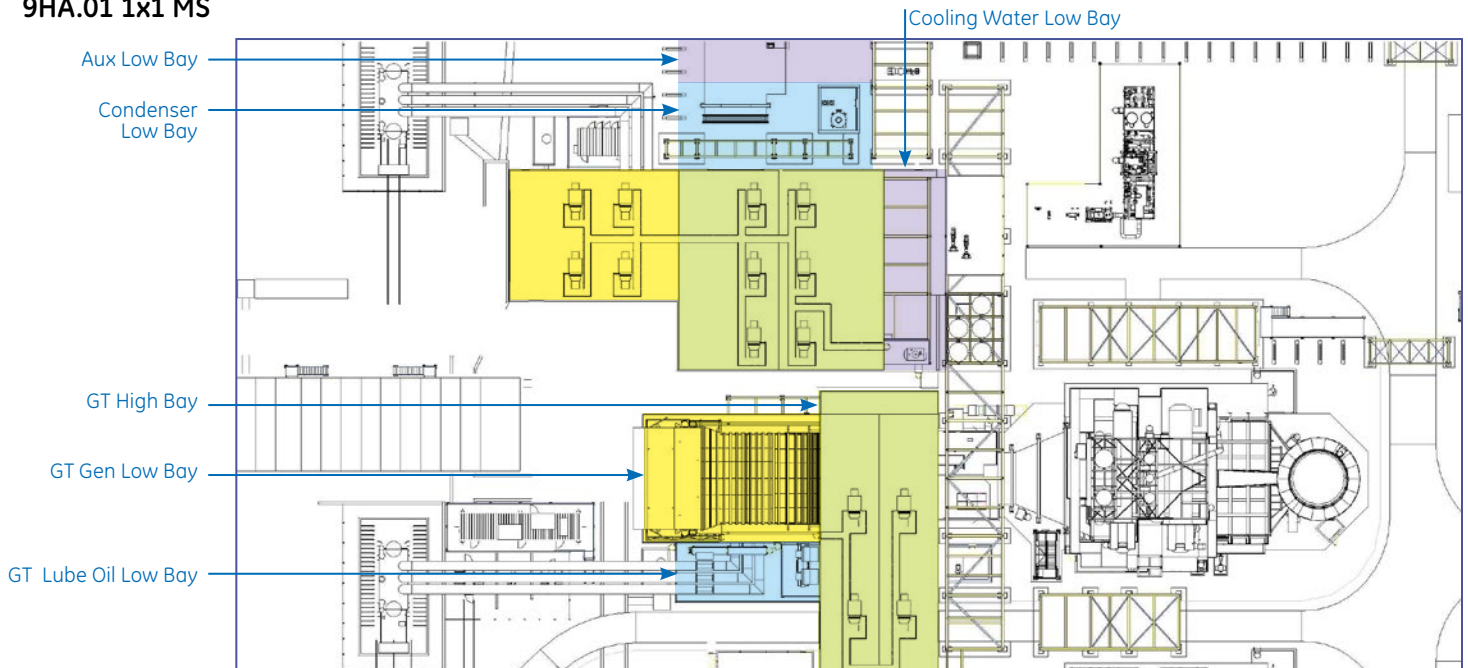 9HA.01 1x1 MS
Cooling Water Low Bay
Aux Low Bay
Condenser
Low Bay
GT High Bay
GT Gen Low Bay
GT Lube Oil Low Bay